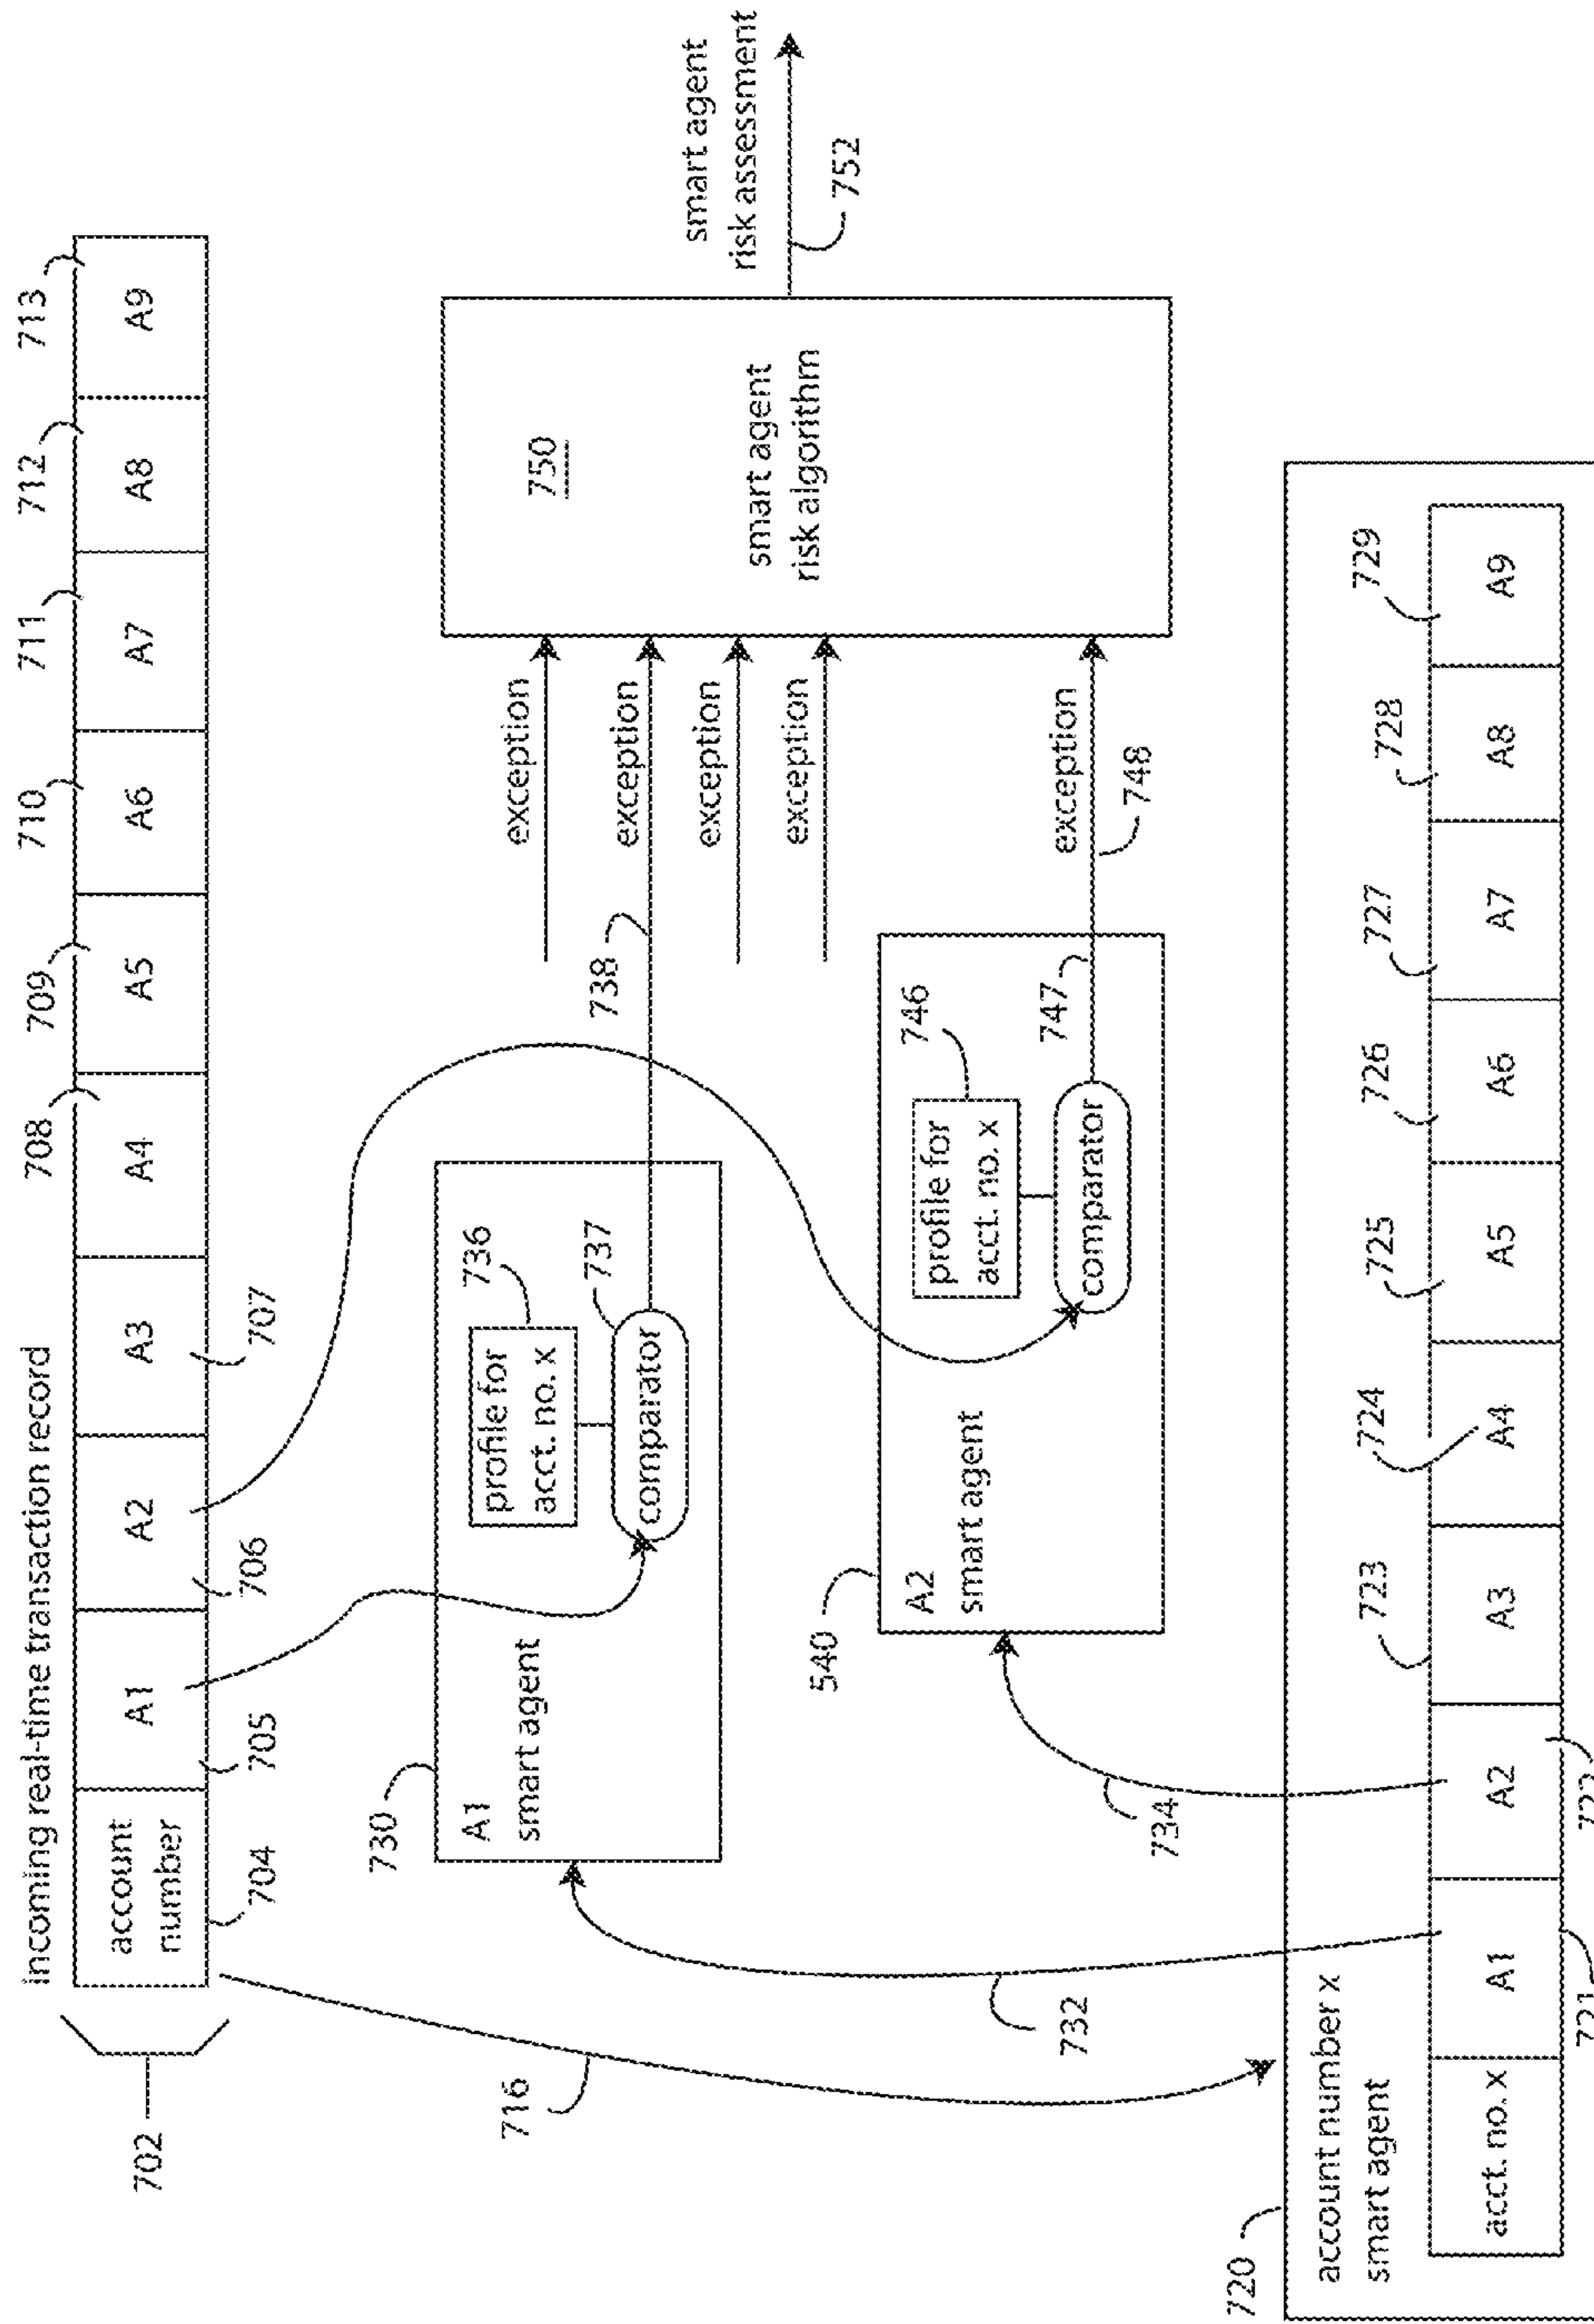 incoming real-time transaction record
702
account
number
A1
A2
A3
A4
A5
A6
A7
A8
A9
704
705
706
707
708
709
710
711
712
713
716
730
A1
smart agent
profile for
acct. no. x
736
comparator
737
738
exception
exception
exception
exception
exception
748
750
smart agent
risk algorithm
smart agent
risk assessment
752
540
A2
smart agent
profile for
acct. no. x
746
comparator
747
732
734
720
account number x
smart agent
acct. no. x
A1
A2
A3
A4
A5
A6
A7
A8
A9
723
724
725
726
727
728
729